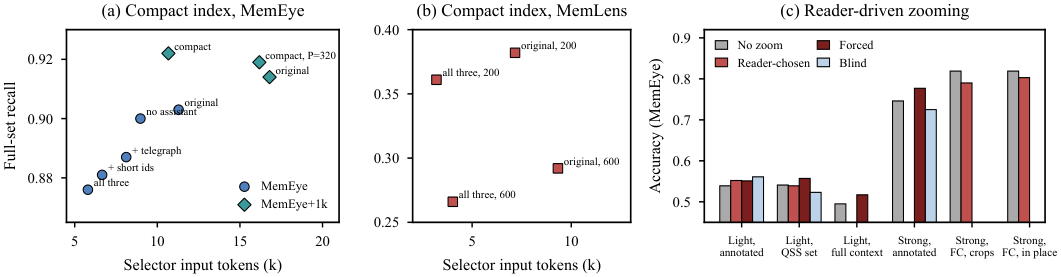 (a) Compact index, MemEye
Full-set recall
0.92
0.90
0.88
compact
compact, P=320
original
original
no assistant
+ telegraph
+ short ids
all three
MemEye
MemEye+1k
5
10
15
20
Selector input tokens (k)
(b) Compact index, MemLens
0.40
0.35
0.30
0.25
original, 200
all three, 200
original, 600
all three, 600
5
10
Selector input tokens (k)
(c) Reader-driven zooming
Accuracy (MemEye)
0.9
0.8
0.7
0.6
0.5
No zoom
Reader-chosen
Forced
Blind
Light,
annotated
Light,
QSS set
Light,
full context
Strong,
annotated
Strong,
FC, crops
Strong,
FC, in place